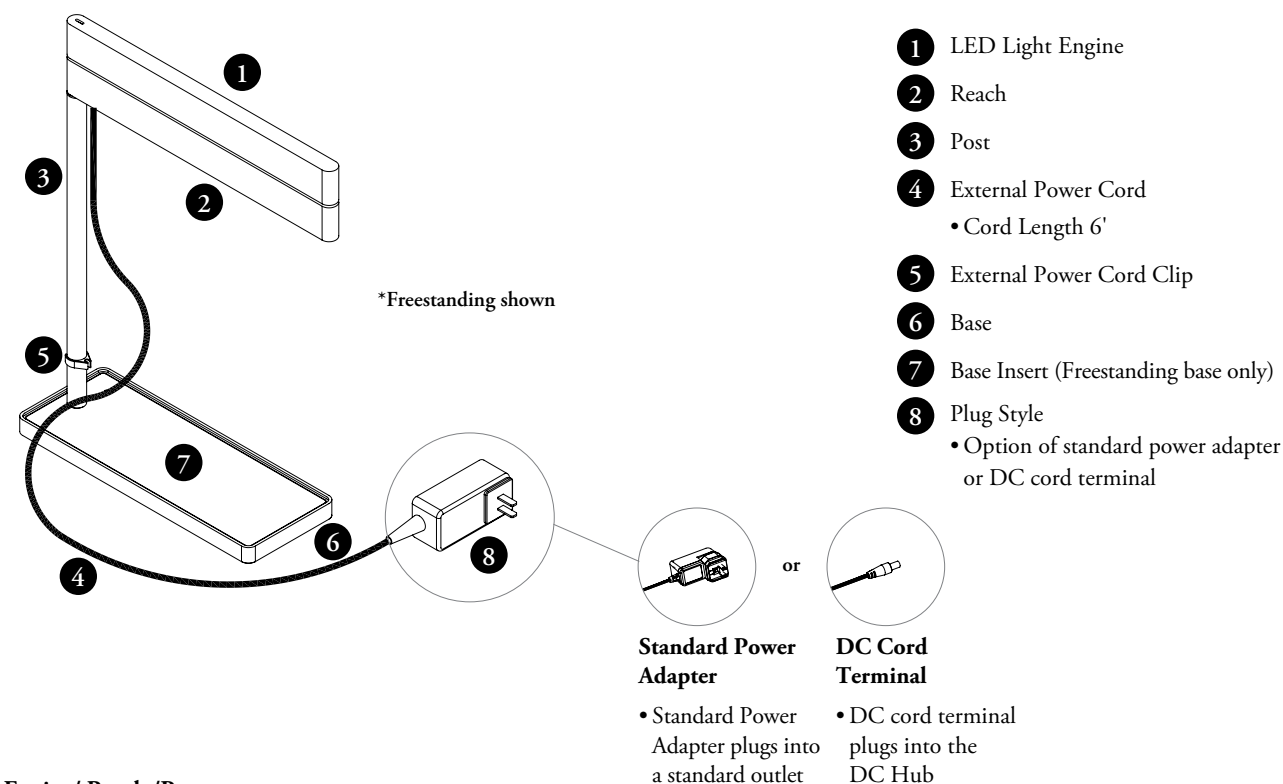 1 LED Light Engine
2 Reach
3 Post
4 External Power Cord
• Cord Length 6'
5 External Power Cord Clip
6 Base
7 Base Insert (Freestanding base only)
8 Plug Style
• Option of standard power adapter
or DC cord terminal
1
2
3
*Freestanding shown
5
7
6
8
4
or
Standard Power
Adapter
• Standard Power
Adapter plugs into
a standard outlet
DC Cord
Terminal
• DC cord terminal
plugs into the
DC Hub